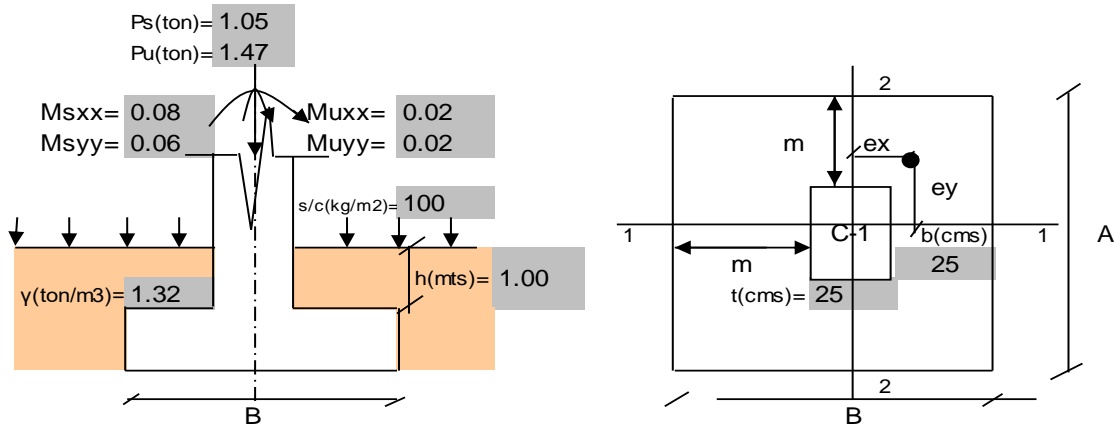 Ps(ton)= 1.05
Pu(ton)= 1.47
Msxx= 0.08
Muxx= 0.02
Msyy= 0.06
Muyy= 0.02
s/c(kg/m2)= 100
γ(ton/m3)= 1.32
h(mts)= 1.00
B
2
m
ex
ey
1
C-1
b(cms)
1
A
m
25
t(cms)= 25
2
B